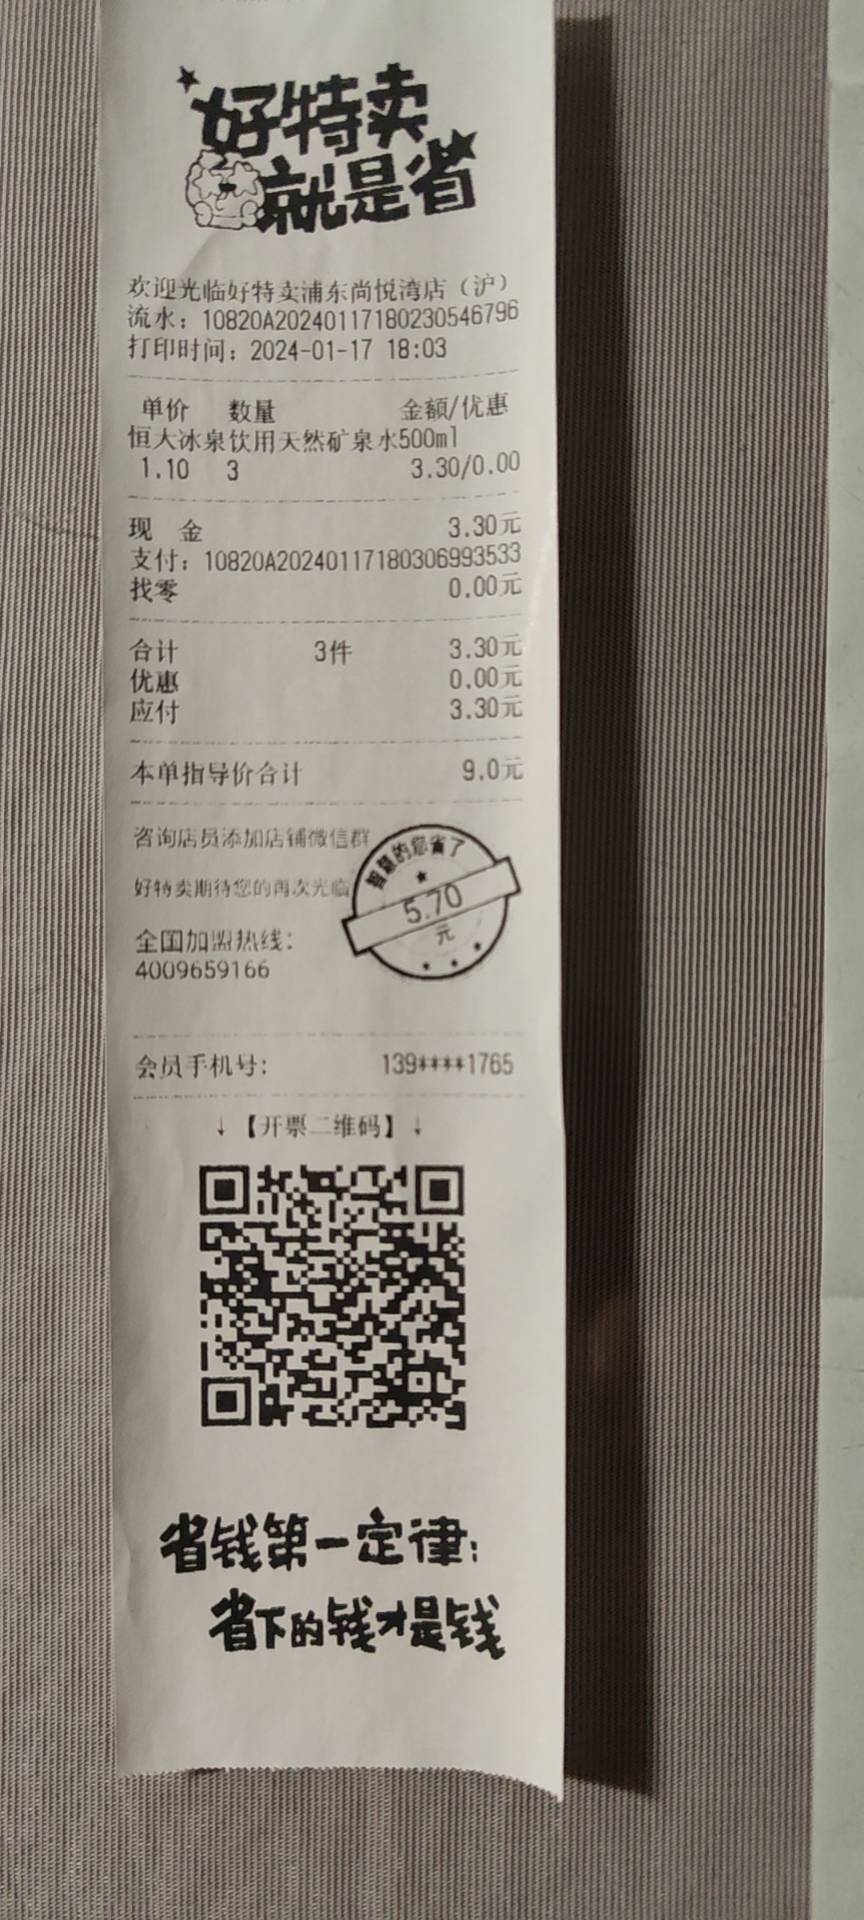 好特卖
就是省
欢迎光临好特卖浦东尚悦湾店（沪）
流水：10820A20240117180230546796
打印时间：2024-01-17 18:03
单价 数量 金额/优惠
恒大冰泉饮用天然矿泉水500ml
1.10 3 3.30/0.00
现 金 3.30元
支付：10820A20240117180306993533
找零 0.00元
合计 3件 3.30元
优惠 0.00元
应付 3.30元
本单指导价合计 9.0元
咨询店员添加店铺微信群
好特卖期待您的再次光临
智慧的您省了
5.70
元
全国加盟热线：
4009659166
会员手机号： 139****1765
↓【开票二维码】↓
省钱第一定律：
省下的钱才是钱